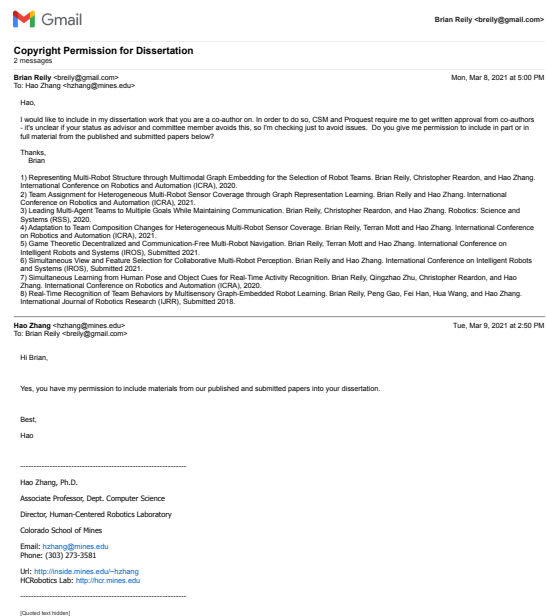 Gmail
Brian Reily <breily@gmail.com>
Copyright Permission for Dissertation
2 messages
Brian Reily <breily@gmail.com>
Mon, Mar 8, 2021 at 5:00 PM
To: Hao Zhang <hzhang@mines.edu>
Hao,
I would like to include in my dissertation work that you are a co-author on. In order to do so, CSM and Proquest require me to get written approval from co-authors
- it's unclear if your status as advisor and committee member avoids this, so I'm checking just to avoid issues. Do you give me permission to include in part or in
full material from the published and submitted papers below?
Thanks,
Brian
1) Representing Multi-Robot Structure through Multimodal Graph Embedding for the Selection of Robot Teams. Brian Reily, Christopher Reardon, and Hao Zhang.
International Conference on Robotics and Automation (ICRA), 2020.
2) Team Assignment for Heterogeneous Multi-Robot Sensor Coverage through Graph Representation Learning. Brian Reily and Hao Zhang. International
Conference on Robotics and Automation (ICRA), 2021.
3) Leading Multi-Agent Teams to Multiple Goals While Maintaining Communication. Brian Reily, Christopher Reardon, and Hao Zhang. Robotics: Science and
Systems (RSS), 2020.
4) Adaptation to Team Composition Changes for Heterogeneous Multi-Robot Sensor Coverage. Brian Reily, Terran Mott and Hao Zhang. International Conference
on Robotics and Automation (ICRA), 2021.
5) Game Theoretic Decentralized and Communication-Free Multi-Robot Navigation. Brian Reily, Terran Mott and Hao Zhang. International Conference on
Intelligent Robots and Systems (IROS), Submitted 2021.
6) Simultaneous View and Feature Selection for Collaborative Multi-Robot Perception. Brian Reily and Hao Zhang. International Conference on Intelligent Robots
and Systems (IROS), Submitted 2021.
7) Simultaneous Learning from Human Pose and Object Cues for Real-Time Activity Recognition. Brian Reily, Qingzhao Zhu, Christopher Reardon, and Hao
Zhang. International Conference on Robotics and Automation (ICRA), 2020.
8) Real-Time Recognition of Team Behaviors by Multisensory Graph-Embedded Robot Learning. Brian Reily, Peng Gao, Fei Han, Hua Wang, and Hao Zhang.
International Journal of Robotics Research (IJRR), Submitted 2018.
Hao Zhang <hzhang@mines.edu>
Tue, Mar 9, 2021 at 2:50 PM
To: Brian Reily <breily@gmail.com>
Hi Brian,
Yes, you have my permission to include materials from our published and submitted papers into your dissertation.
Best,
Hao
----------------------------------------------------------------
Hao Zhang, Ph.D.
Associate Professor, Dept. Computer Science
Director, Human-Centered Robotics Laboratory
Colorado School of Mines
Email: hzhang@mines.edu
Phone: (303) 273-3581
Url: http://inside.mines.edu/~hzhang
HCRobotics Lab: http://hcr.mines.edu
----------------------------------------------------------------
[Quoted text hidden]